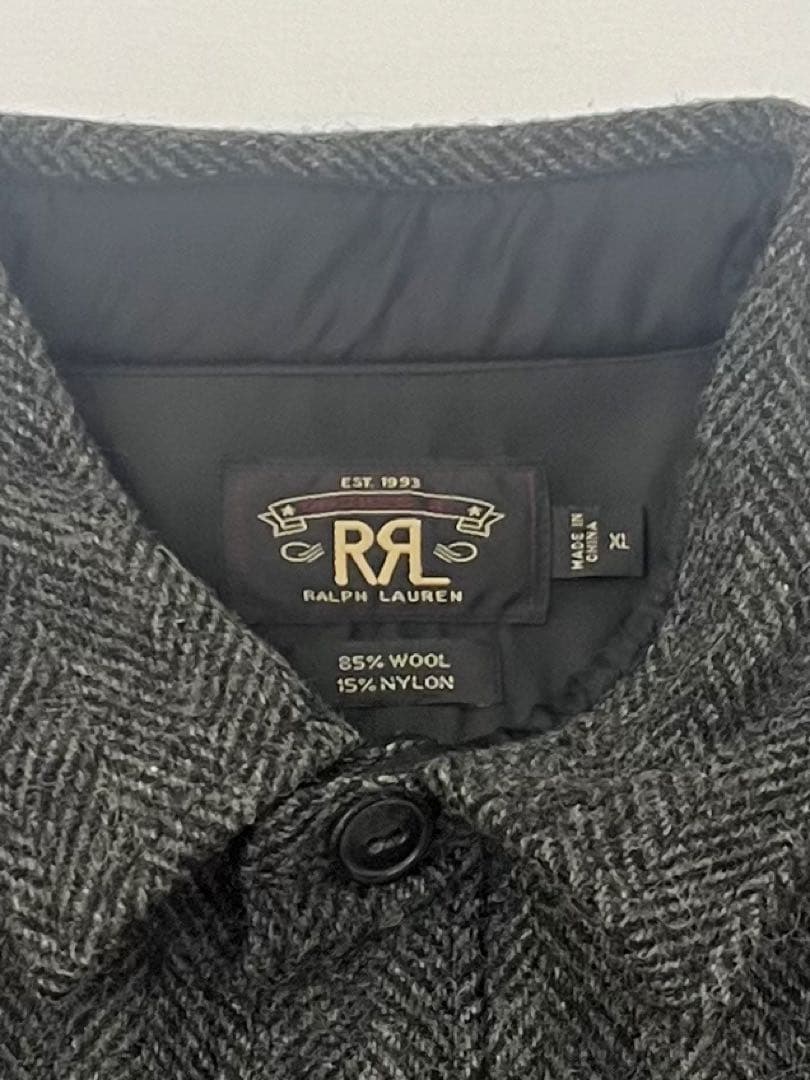 EST. 1993
RRL
RALPH LAUREN
MADE IN
CHINA
XL
85% WOOL
15% NYLON